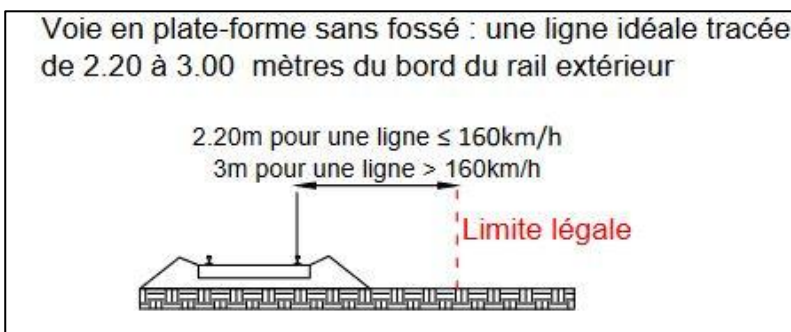 Voie en plate-forme sans fossé : une ligne idéale tracée
de 2.20 à 3.00 mètres du bord du rail extérieur
2.20m pour une ligne ≤ 160km/h
3m pour une ligne > 160km/h
Limite légale